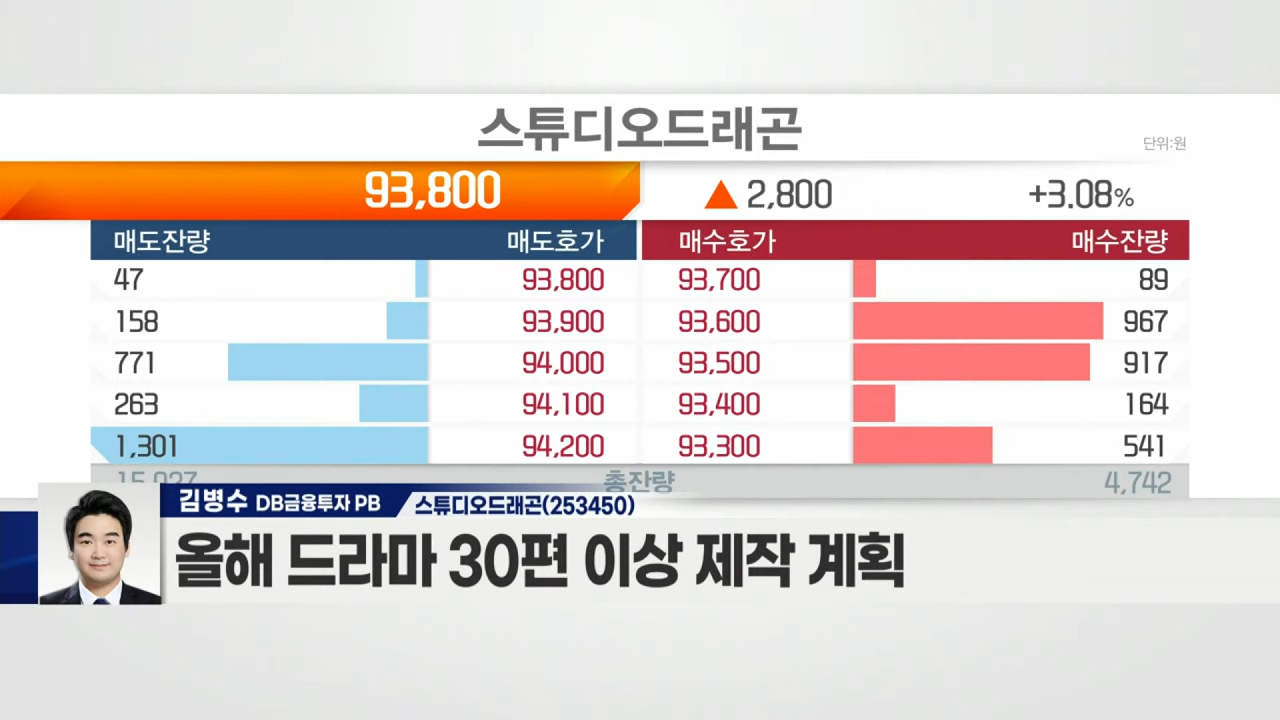 스튜디오드래곤
단위:원
93,800 ▲ 2,800 +3.08%
매도잔량 매도호가 매수호가 매수잔량
47 93,800 93,700 89
158 93,900 93,600 967
771 94,000 93,500 917
263 94,100 93,400 164
1,301 94,200 93,300 541
총잔량 4,742
김병수 DB금융투자 PB 스튜디오드래곤(253450)
올해 드라마 30편 이상 제작 계획